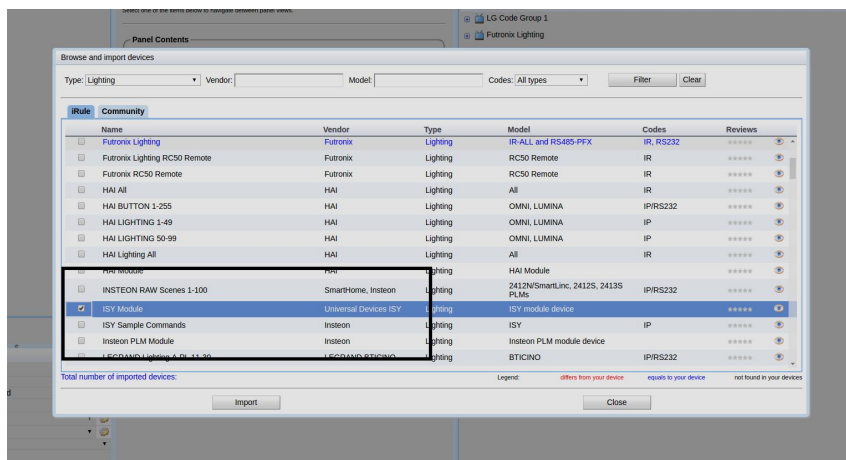 Select one of the items below to navigate between panel views.
LG Code Group 1
Panel Contents
Futronix Lighting
Browse and import devices
Type: Lighting Vendor: Model: Codes: All types Filter Clear
iRule Community
Name Vendor Type Model Codes Reviews
Futronix Lighting Futronix Lighting IR-ALL and RS485-PFX IR, RS232
Futronix Lighting RC50 Remote Futronix Lighting RC50 Remote IR
Futronix RC50 Remote Futronix Lighting RC50 Remote IR
HAI All HAI Lighting All IR
HAI BUTTON 1-255 HAI Lighting OMNI, LUMINA IP/RS232
HAI LIGHTING 1-49 HAI Lighting OMNI, LUMINA IP
HAI LIGHTING 50-99 HAI Lighting OMNI, LUMINA IP
HAI Lighting All HAI Lighting All IR
HAI Module HAI Lighting HAI Module
INSTEON RAW Scenes 1-100 SmartHome, Insteon Lighting 2412N/SmartLinc, 2412S, 2413S
PLMs IP/RS232
ISY Module Universal Devices ISY Lighting ISY module device
ISY Sample Commands Insteon Lighting ISY IP
Insteon PLM Module Insteon Lighting Insteon PLM module device
LEGRAND Lighting A-PL 11-30 LEGRAND BTICINO Lighting BTICINO IP/RS232
Total number of imported devices: Legend: differs from your device equals to your device not found in your devices
d
Import Close